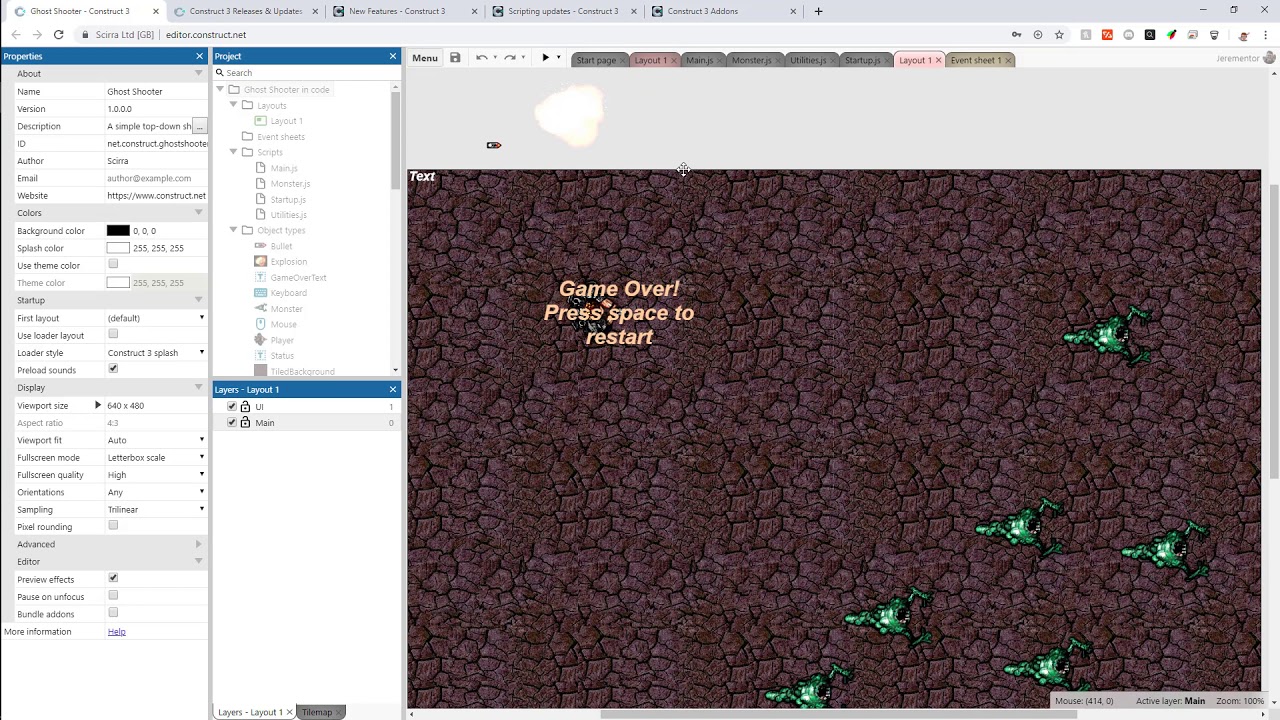 Ghost Shooter - Construct 3
Construct 3 Releases & Updates
New Features - Construct 3
Scripting updates - Construct 3
Construct 3 Addons
Scirra Ltd [GB]
editor.construct.net
Properties
About
Name Ghost Shooter
Version 1.0.0.0
Description A simple top-down sh ...
ID net.construct.ghostshoote
Author Scirra
Email author@example.com
Website https://www.construct.net
Colors
Background color 0, 0, 0
Splash color 255, 255, 255
Use theme color
Theme color 255, 255, 255
Startup
First layout (default)
Use loader layout
Loader style Construct 3 splash
Preload sounds
Display
Viewport size 640 x 480
Aspect ratio 4:3
Viewport fit Auto
Fullscreen mode Letterbox scale
Fullscreen quality High
Orientations Any
Sampling Trilinear
Pixel rounding
Advanced
Editor
Preview effects
Pause on unfocus
Bundle addons
More information Help
Project
Search
Ghost Shooter in code
Layouts
Layout 1
Event sheets
Scripts
Main.js
Monster.js
Startup.js
Utilities.js
Object types
Bullet
Explosion
GameOverText
Keyboard
Monster
Mouse
Player
Status
TiledBackground
Layers - Layout 1
UI 1
Main 0
Layers - Layout 1
Tilemap
Menu
Start page
Layout 1
Main.js
Monster.js
Utilities.js
Startup.js
Layout 1
Event sheet 1
Jerementor
Text
Game Over!
Press space to
restart
Mouse: (414, 0) Active layer: Main Zoom: 100%